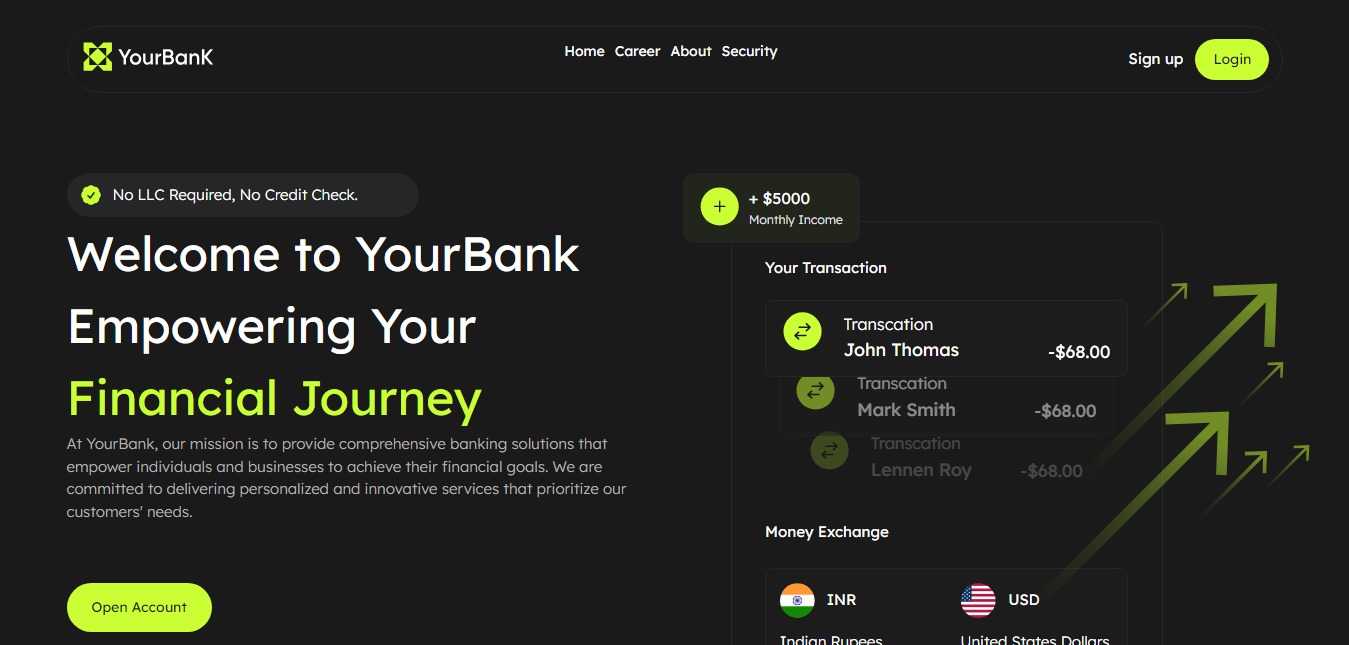 YourBanK
Home Career About Security
Sign up
Login
No LLC Required, No Credit Check.
Welcome to YourBank
Empowering Your
Financial Journey
At YourBank, our mission is to provide comprehensive banking solutions that
empower individuals and businesses to achieve their financial goals. We are
committed to delivering personalized and innovative services that prioritize our
customers' needs.
Open Account
+ $5000
Monthly Income
Your Transaction
Transcation
John Thomas -$68.00
Transcation
Mark Smith -$68.00
Transcation
Lennen Roy -$68.00
Money Exchange
INR USD
Indian Rupees United States Dollars